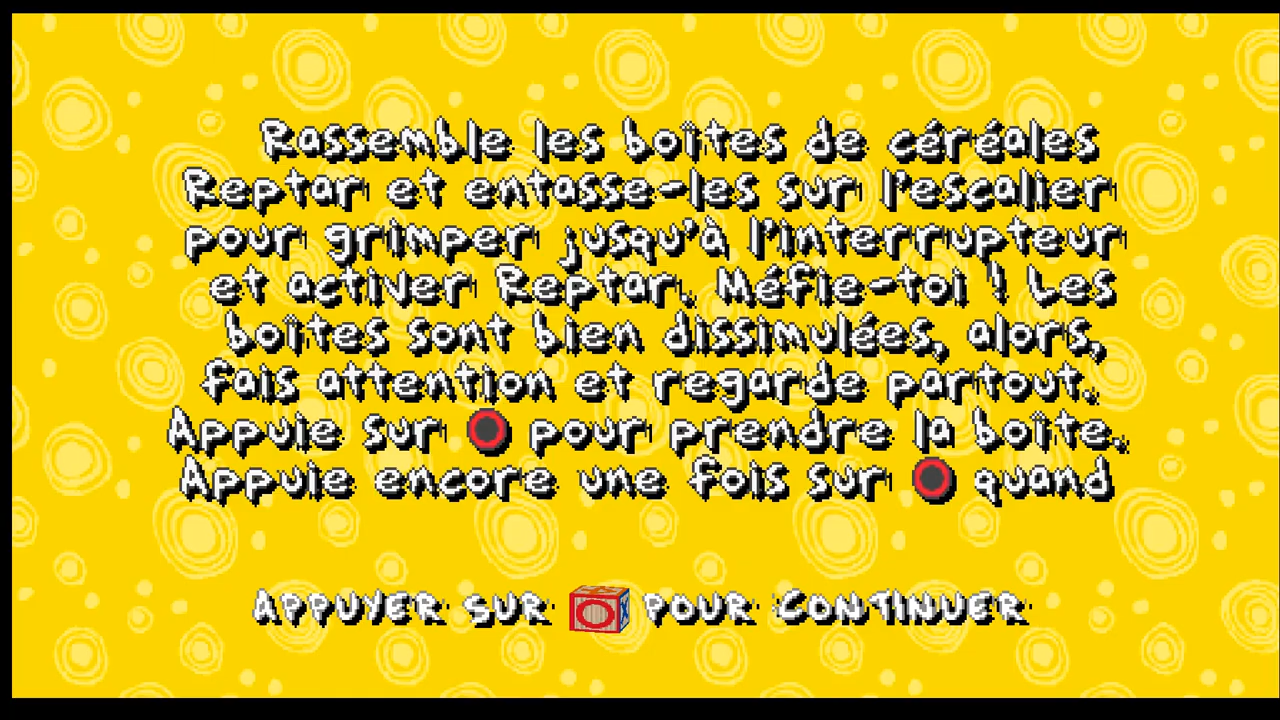 Rassemble les boîtes de céréales
Reptar et entasse-les sur l'escalier
pour grimper jusqu'à l'interrupteur
et activer Reptar. Méfie-toi ! Les
boîtes sont bien dissimulées, alors,
fais attention et regarde partout.
Appuie sur pour prendre la boîte.
Appuie encore une fois sur quand
APPUYER SUR POUR CONTINUER